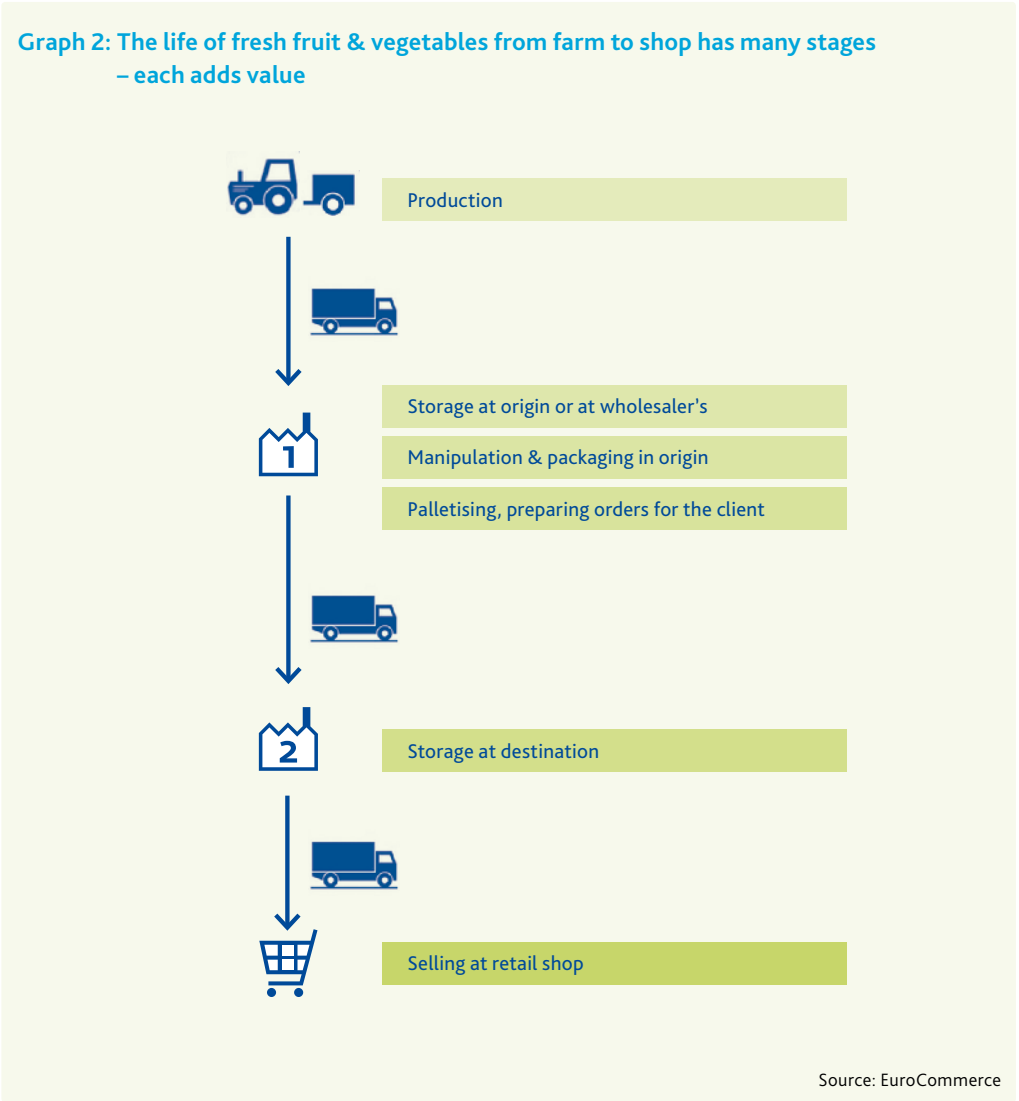 Graph 2: The life of fresh fruit & vegetables from farm to shop has many stages
– each adds value
Production
Storage at origin or at wholesaler's
1
Manipulation & packaging in origin
Palletising, preparing orders for the client
2
Storage at destination
Selling at retail shop
Source: EuroCommerce